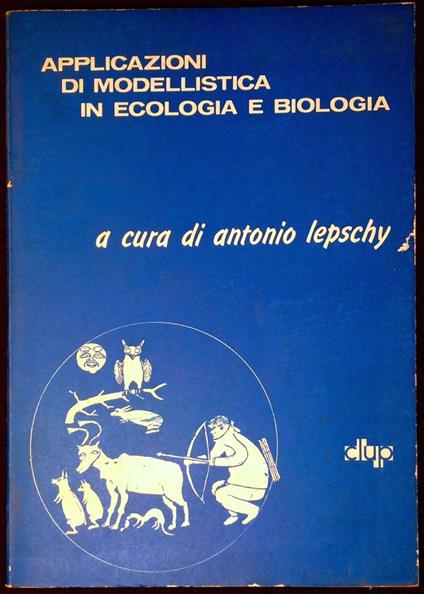 APPLICAZIONI
DI MODELLISTICA
IN ECOLOGIA E BIOLOGIA
a cura di antonio lepschy
clup